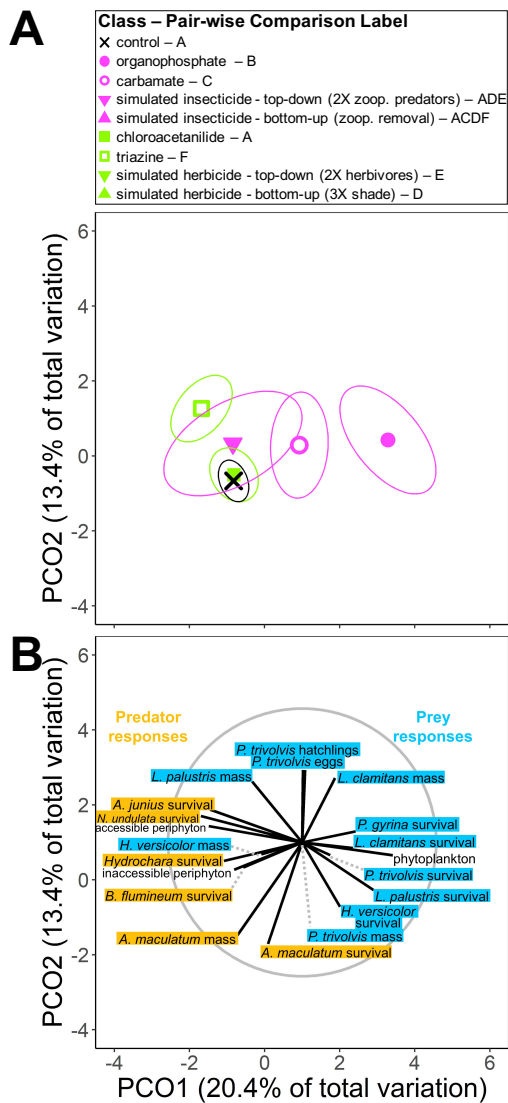 A
Class – Pair-wise Comparison Label
control – A
organophosphate – B
carbamate – C
simulated insecticide - top-down (2X zoop. predators) – ADE
simulated insecticide - bottom-up (zoop. removal) – ACDF
chloroacetanilide – A
triazine – F
simulated herbicide - top-down (2X herbivores) – E
simulated herbicide - bottom-up (3X shade) – D
PCO2 (13.4% of total variation)
6
4
2
0
-2
-4
B
PCO2 (13.4% of total variation)
6
4
2
0
-2
-4
Predator
responses
Prey
responses
P. trivolvis hatchlings
P. trivolvis eggs
L. palustris mass
L. clamitans mass
A. junius survival
N. undulata survival
accessible periphyton
H. versicolor mass
Hydrochara survival
inaccessible periphyton
B. flumineum survival
A. maculatum mass
P. gyrina survival
L. clamitans survival
phytoplankton
P. trivolvis survival
L. palustris survival
H. versicolor
survival
P. trivolvis mass
A. maculatum survival
-4
-2
0
2
4
6
PCO1 (20.4% of total variation)